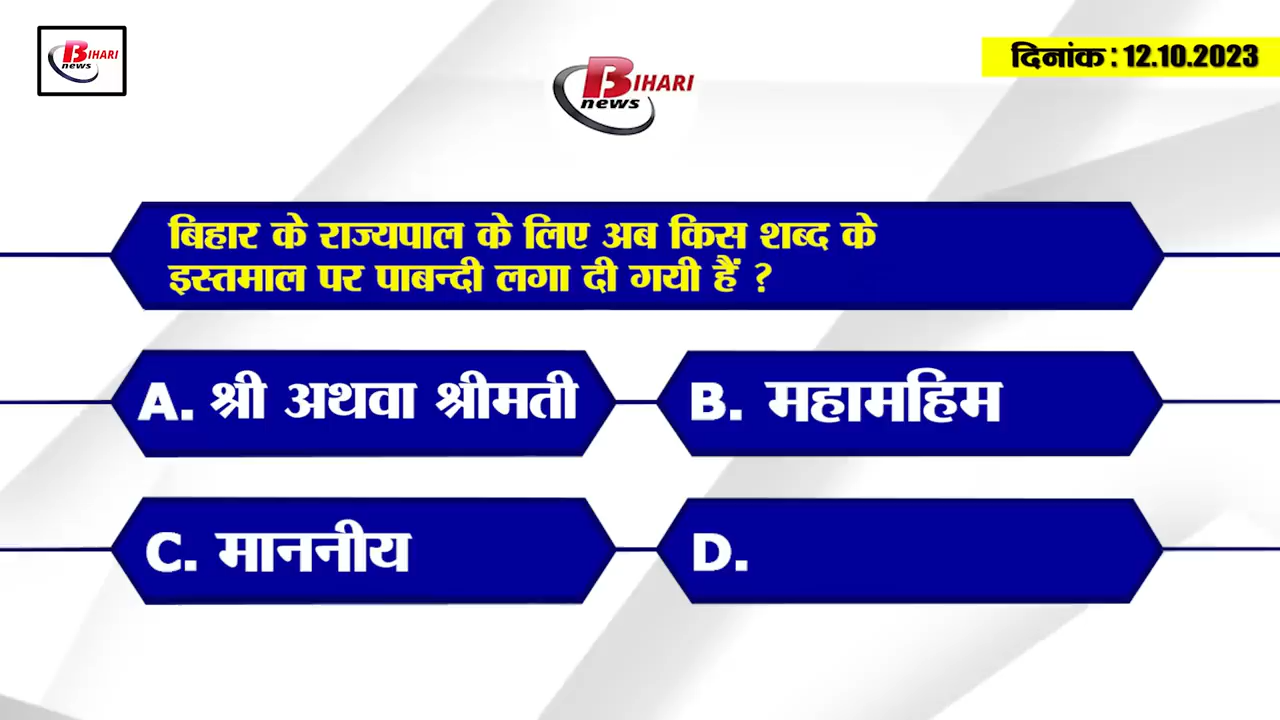 BIHARI
news
BIHARI
news
दिनांक : 12.10.2023
बिहार के राज्यपाल के लिए अब किस शब्द के
इस्तमाल पर पाबन्दी लगा दी गयी हैं ?
A. श्री अथवा श्रीमती
B. महामहिम
C. माननीय
D.